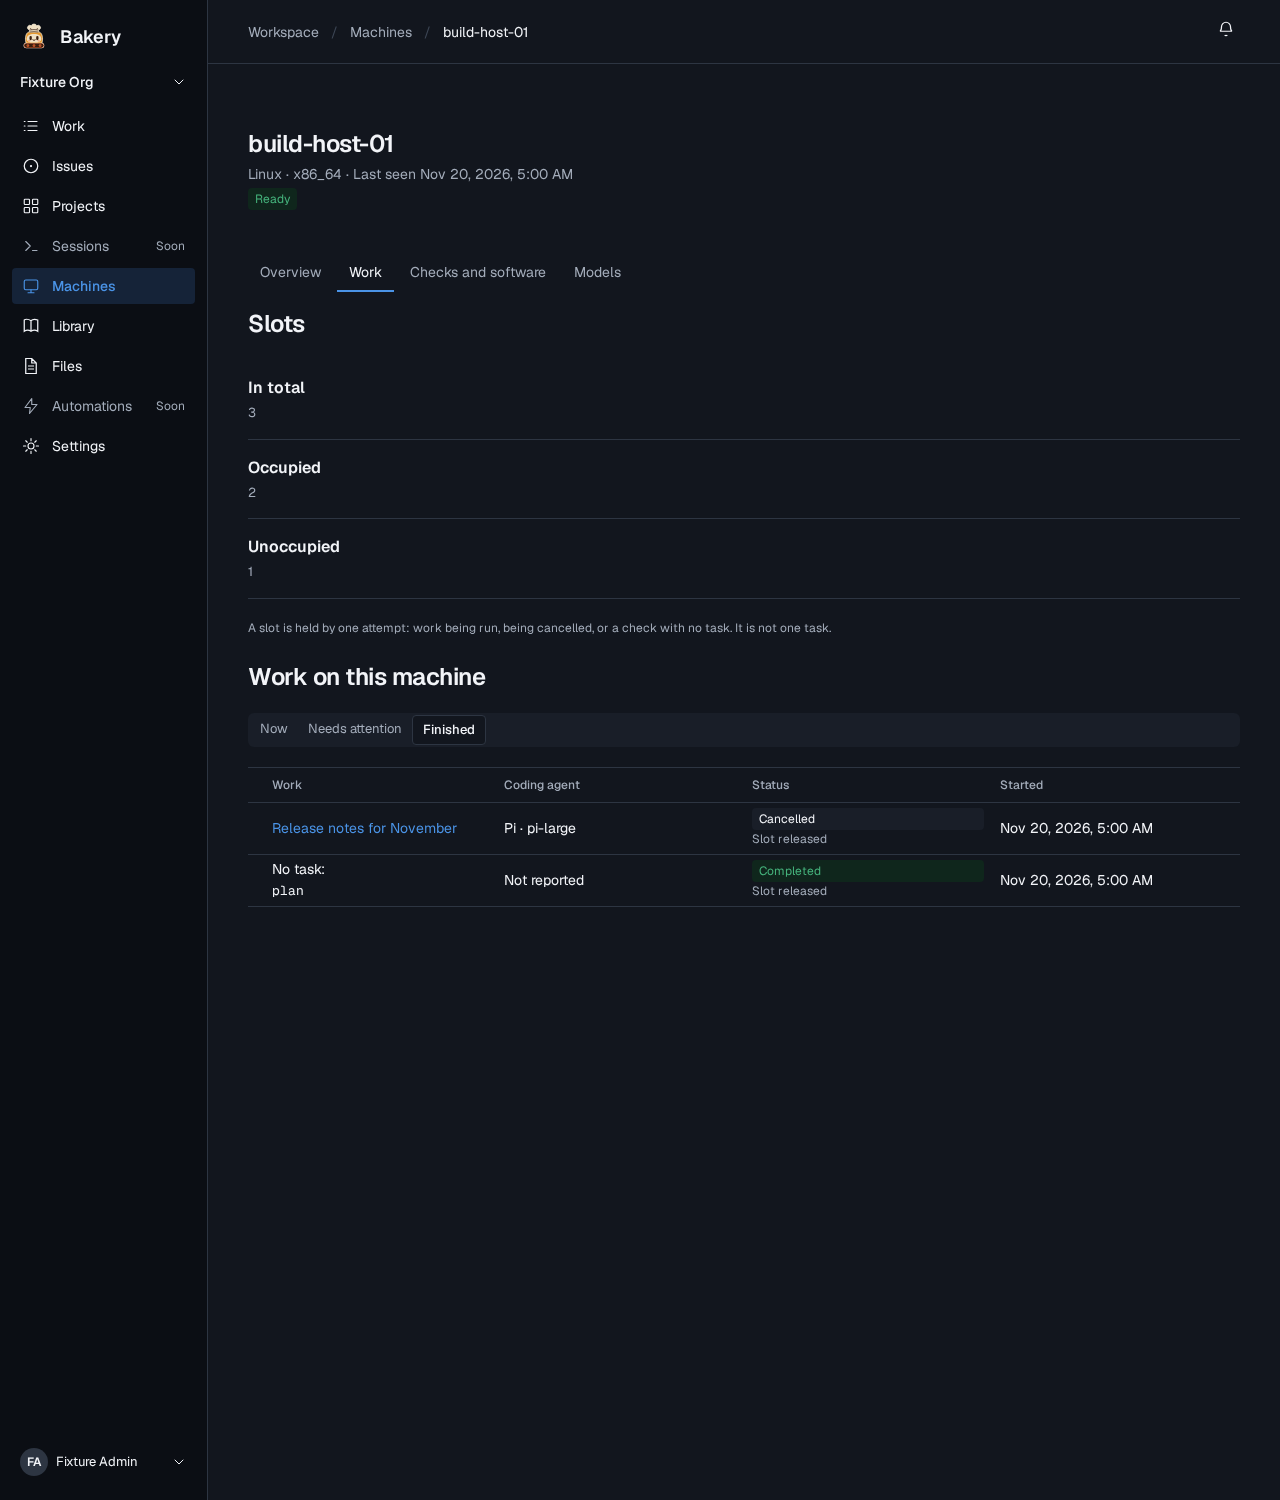 Bakery
Fixture Org
Work
Issues
Projects
Sessions Soon
Machines
Library
Files
Automations Soon
Settings
FA Fixture Admin
Workspace / Machines / build-host-01
build-host-01
Linux · x86_64 · Last seen Nov 20, 2026, 5:00 AM
Ready
Overview Work Checks and software Models
Slots
In total
3
Occupied
2
Unoccupied
1
A slot is held by one attempt: work being run, being cancelled, or a check with no task. It is not one task.
Work on this machine
Now Needs attention Finished
Work Coding agent Status Started
Release notes for November Pi · pi-large Cancelled Nov 20, 2026, 5:00 AM
Slot released
No task: Not reported Completed Nov 20, 2026, 5:00 AM
plan Slot released